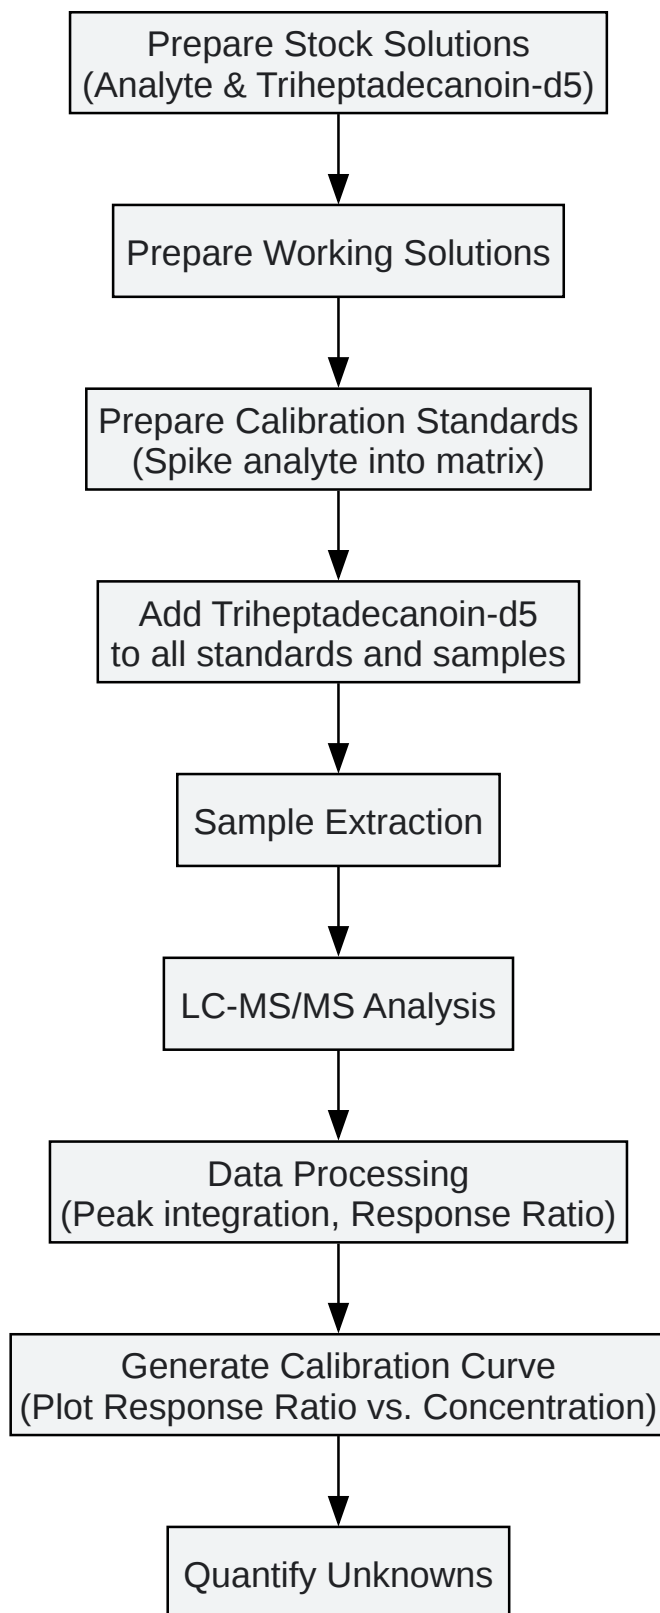 Prepare Stock Solutions
(Analyte & Triheptadecanoin-d5)
Prepare Working Solutions
Prepare Calibration Standards
(Spike analyte into matrix)
Add Triheptadecanoin-d5
to all standards and samples
Sample Extraction
LC-MS/MS Analysis
Data Processing
(Peak integration, Response Ratio)
Generate Calibration Curve
(Plot Response Ratio vs. Concentration)
Quantify Unknowns